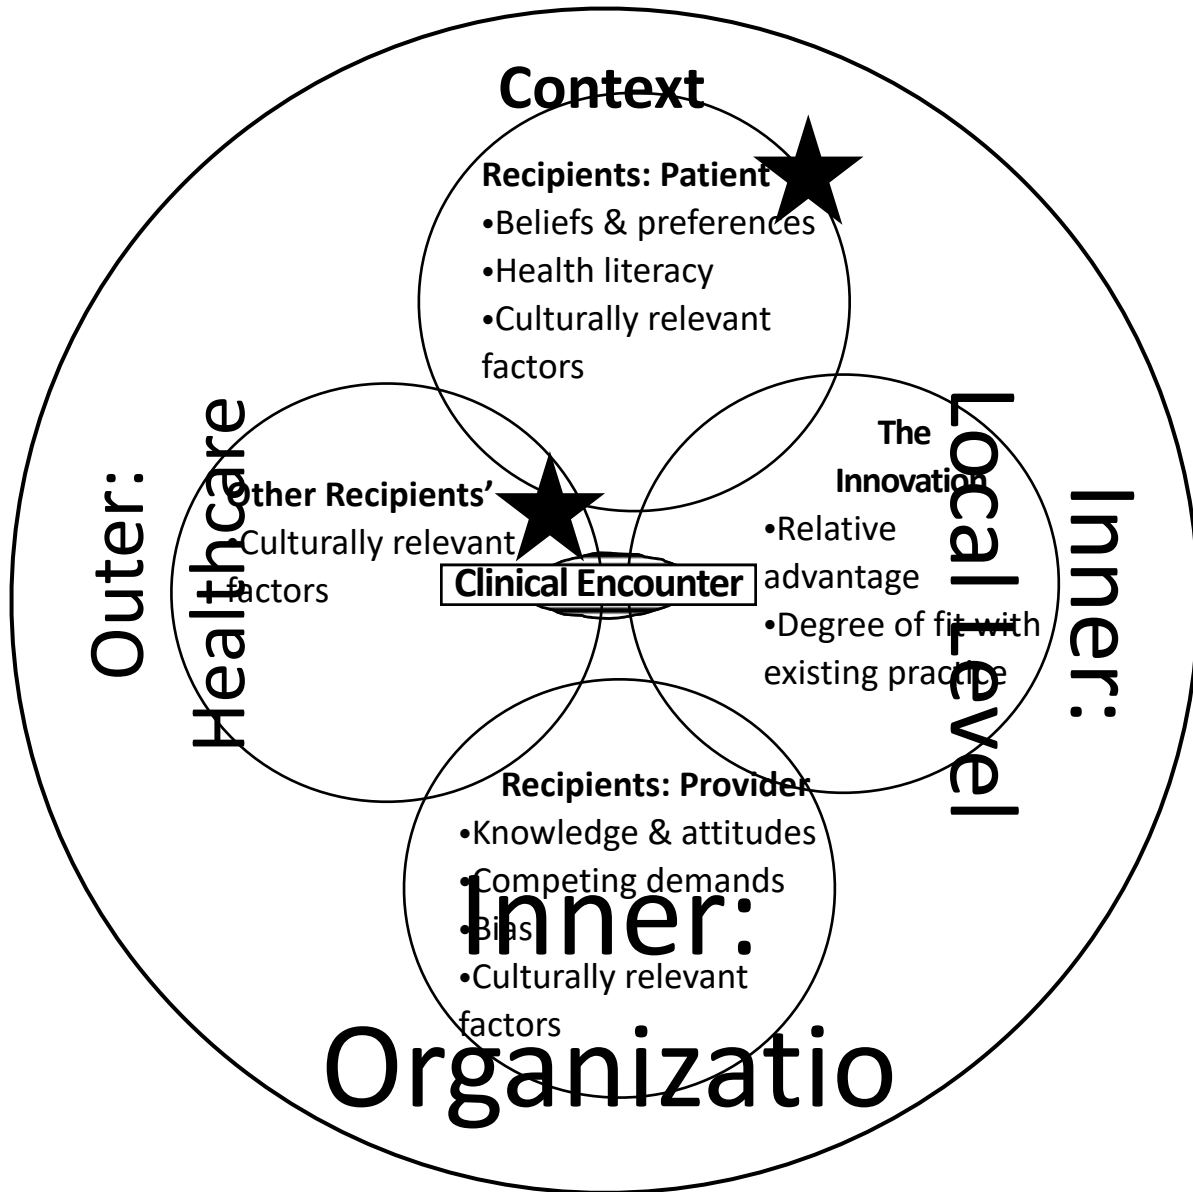 Context
Recipients: Patient
•Beliefs & preferences
•Health literacy
•Culturally relevant
factors
Outer:
Healthcare
Other Recipients’
•Culturally relevant
factors
Clinical Encounter
The
Innovation
•Relative
advantage
•Degree of fit with
existing practice
Local Level
Inner:
Recipients: Provider
•Knowledge & attitudes
•Competing demands
•Bias
•Culturally relevant
factors
Inner:
Organizatio